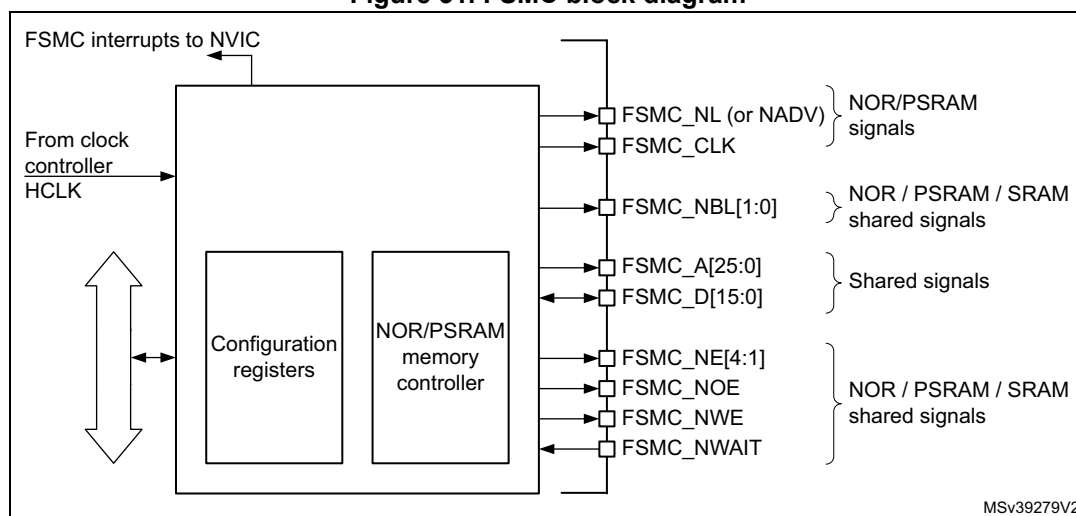 FSMC interrupts to NVIC
From clock
controller
HCLK
Configuration
registers
NOR/PSRAM
memory
controller
FSMC_NL (or NADV)
FSMC_CLK
NOR/PSRAM
signals
FSMC_NBL[1:0]
NOR / PSRAM / SRAM
shared signals
FSMC_A[25:0]
FSMC_D[15:0]
Shared signals
FSMC_NE[4:1]
FSMC_NOE
FSMC_NWE
FSMC_NWAIT
NOR / PSRAM / SRAM
shared signals
MSv39279V2